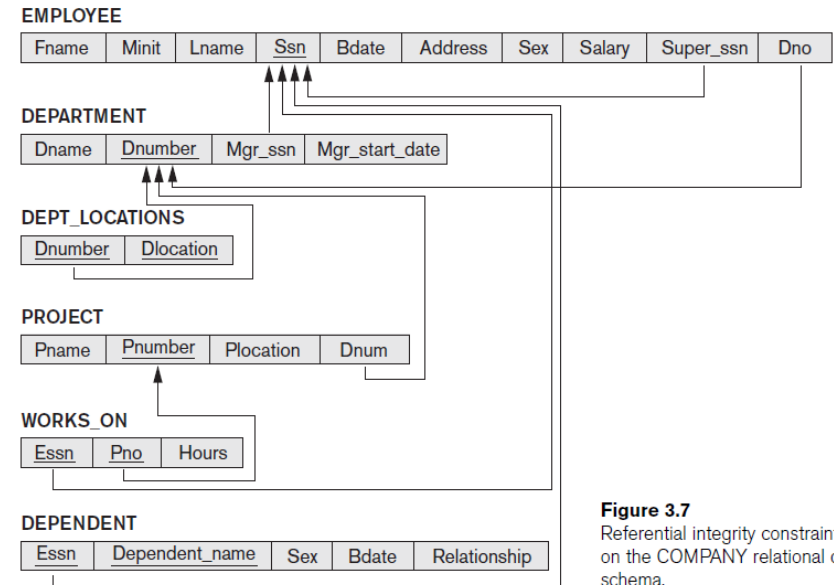 EMPLOYEE
Fname Minit Lname Ssn Bdate Address Sex Salary Super_ssn Dno
DEPARTMENT
Dname Dnumber Mgr_ssn Mgr_start_date
DEPT_LOCATIONS
Dnumber Dlocation
PROJECT
Pname Pnumber Plocation Dnum
WORKS_ON
Essn Pno Hours
DEPENDENT
Essn Dependent_name Sex Bdate Relationship
Figure 3.7
Referential integrity constraint
on the COMPANY relational
schema.